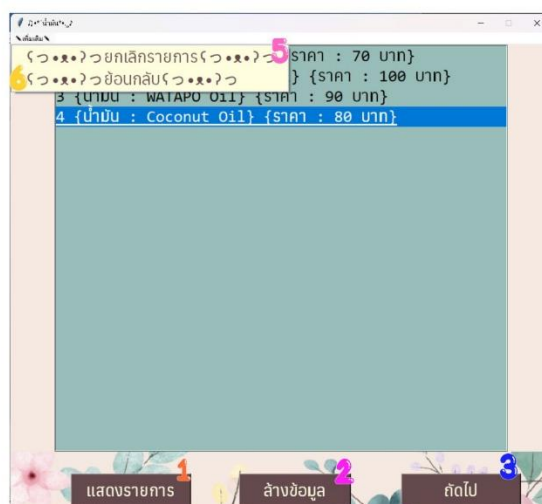 ʕっ•ᴥ•ʔっยกเลิกรายการʕっ•ᴥ•ʔっ
5
ราคา : 70 บาท}
ʕっ•ᴥ•ʔっย้อนกลับʕっ•ᴥ•ʔっ
6
} {ราคา : 100 บาท}
3 {น้ำมัน : WATAPO Oil} {ราคา : 90 บาท}
4 {น้ำมัน : Coconut Oil} {ราคา : 80 บาท}
1
2
3
แสดงรายการ
ล้างข้อมูล
ถัดไป